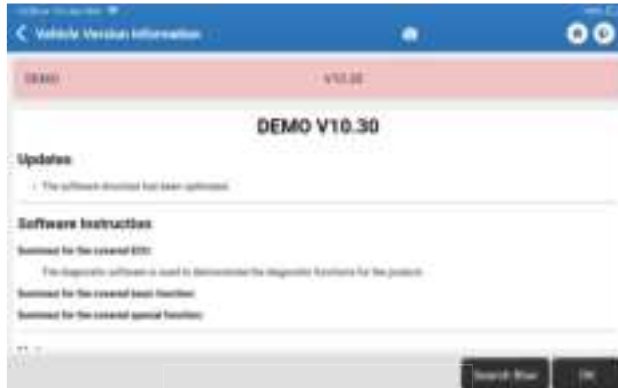 Vehicle Version Information
DEMO V10.30
DEMO V10.30
Updates
The software structure has been optimized.
Software Instruction
Summary for the covered ECU:
The diagnostic software is used to demonstrate the diagnostic functions for the product.
Summary for the covered basic function:
Summary for the covered special function:
OK